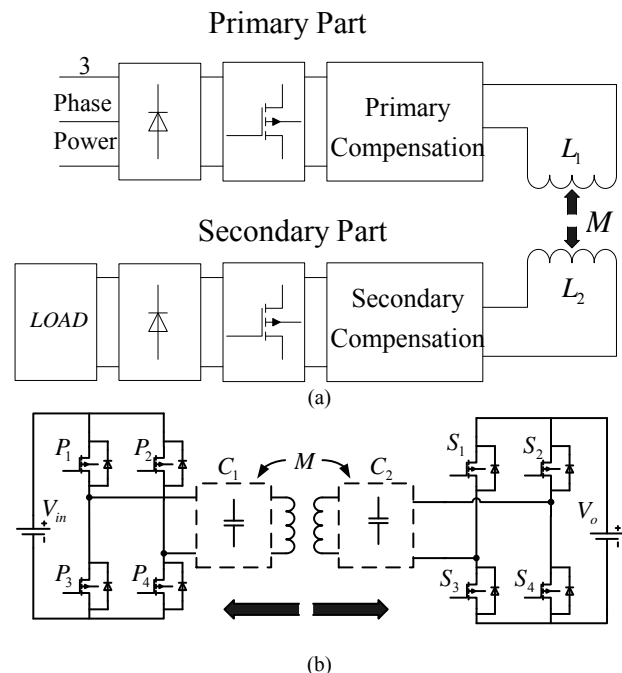 Primary Part
3
Phase
Power
Primary
Compensation
L1
M
Secondary Part
LOAD
Secondary
Compensation
L2
(a)
P1
P2
C1
M
C2
S1
S2
Vin
+
-
Vo
+
-
P3
P4
S3
S4
(b)